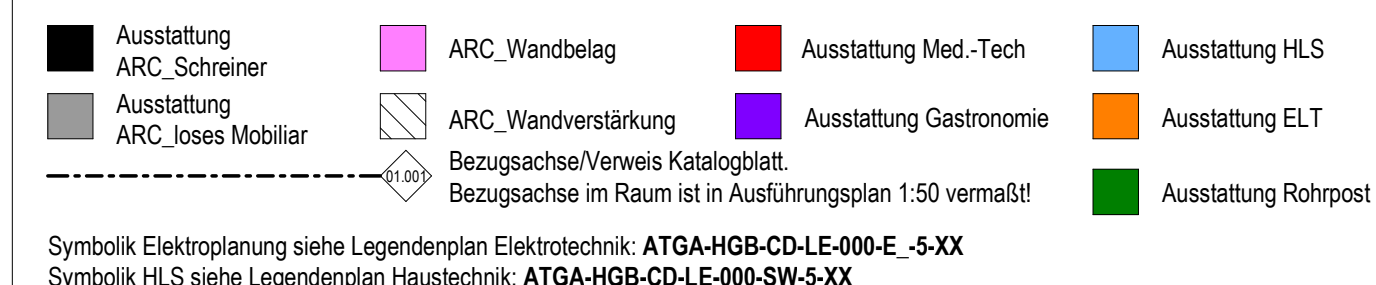 Ausstattung
ARC_Schreiner
ARC_Wandbelag
Ausstattung Med.-Tech
Ausstattung HLS
Ausstattung
ARC_loses Mobiliar
ARC_Wandverstärkung
Ausstattung Gastronomie
Ausstattung ELT
01.001
Bezugsachse/Verweis Katalogblatt.
Bezugsachse im Raum ist in Ausführungsplan 1:50 vermaßt!
Ausstattung Rohrpost
Symbolik Elektroplanung siehe Legendenplan Elektrotechnik: ATGA-HGB-CD-LE-000-E_-5-XX
Symbolik HLS siehe Legendenplan Haustechnik: ATGA-HGB-CD-LE-000-SW-5-XX